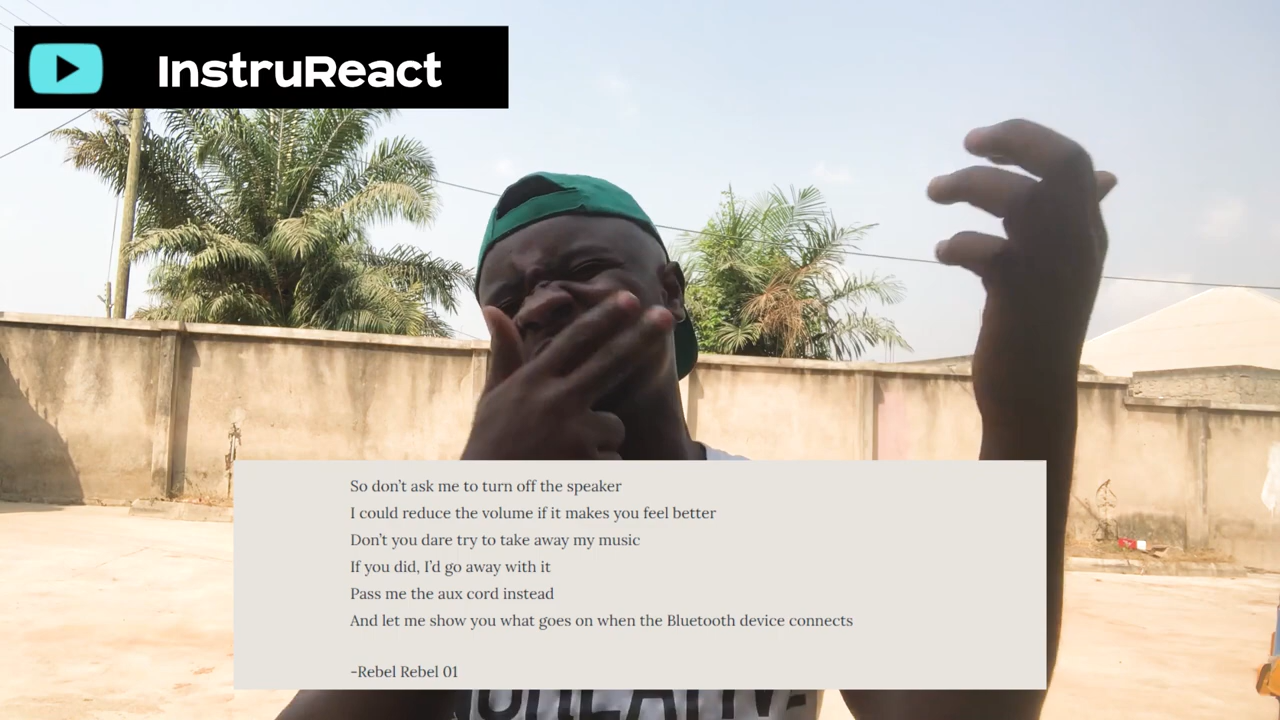 InstruReact
So don’t ask me to turn off the speaker
I could reduce the volume if it makes you feel better
Don’t you dare try to take away my music
If you did, I’d go away with it
Pass me the aux cord instead
And let me show you what goes on when the Bluetooth device connects
-Rebel Rebel 01